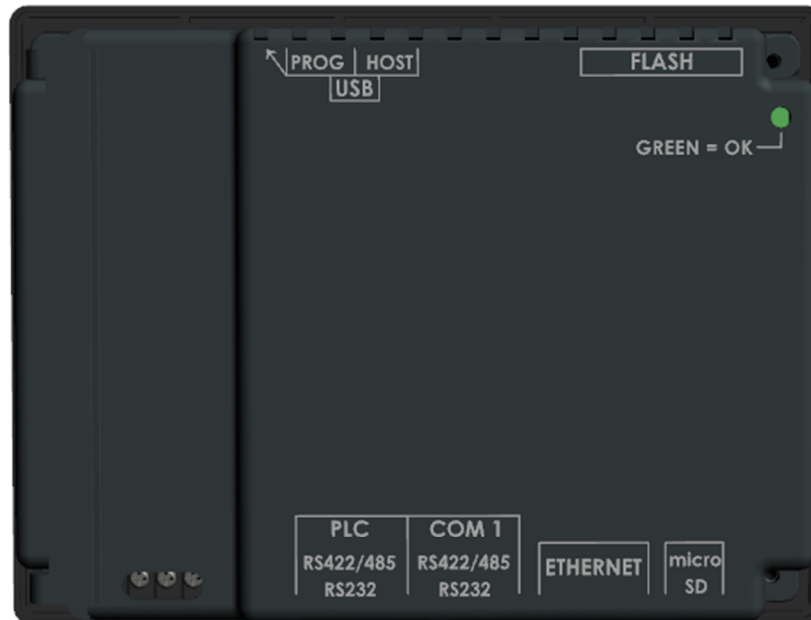 PROG HOST
USB
FLASH
GREEN = OK
PLC
RS422/485
RS232
COM 1
RS422/485
RS232
ETHERNET
micro
SD